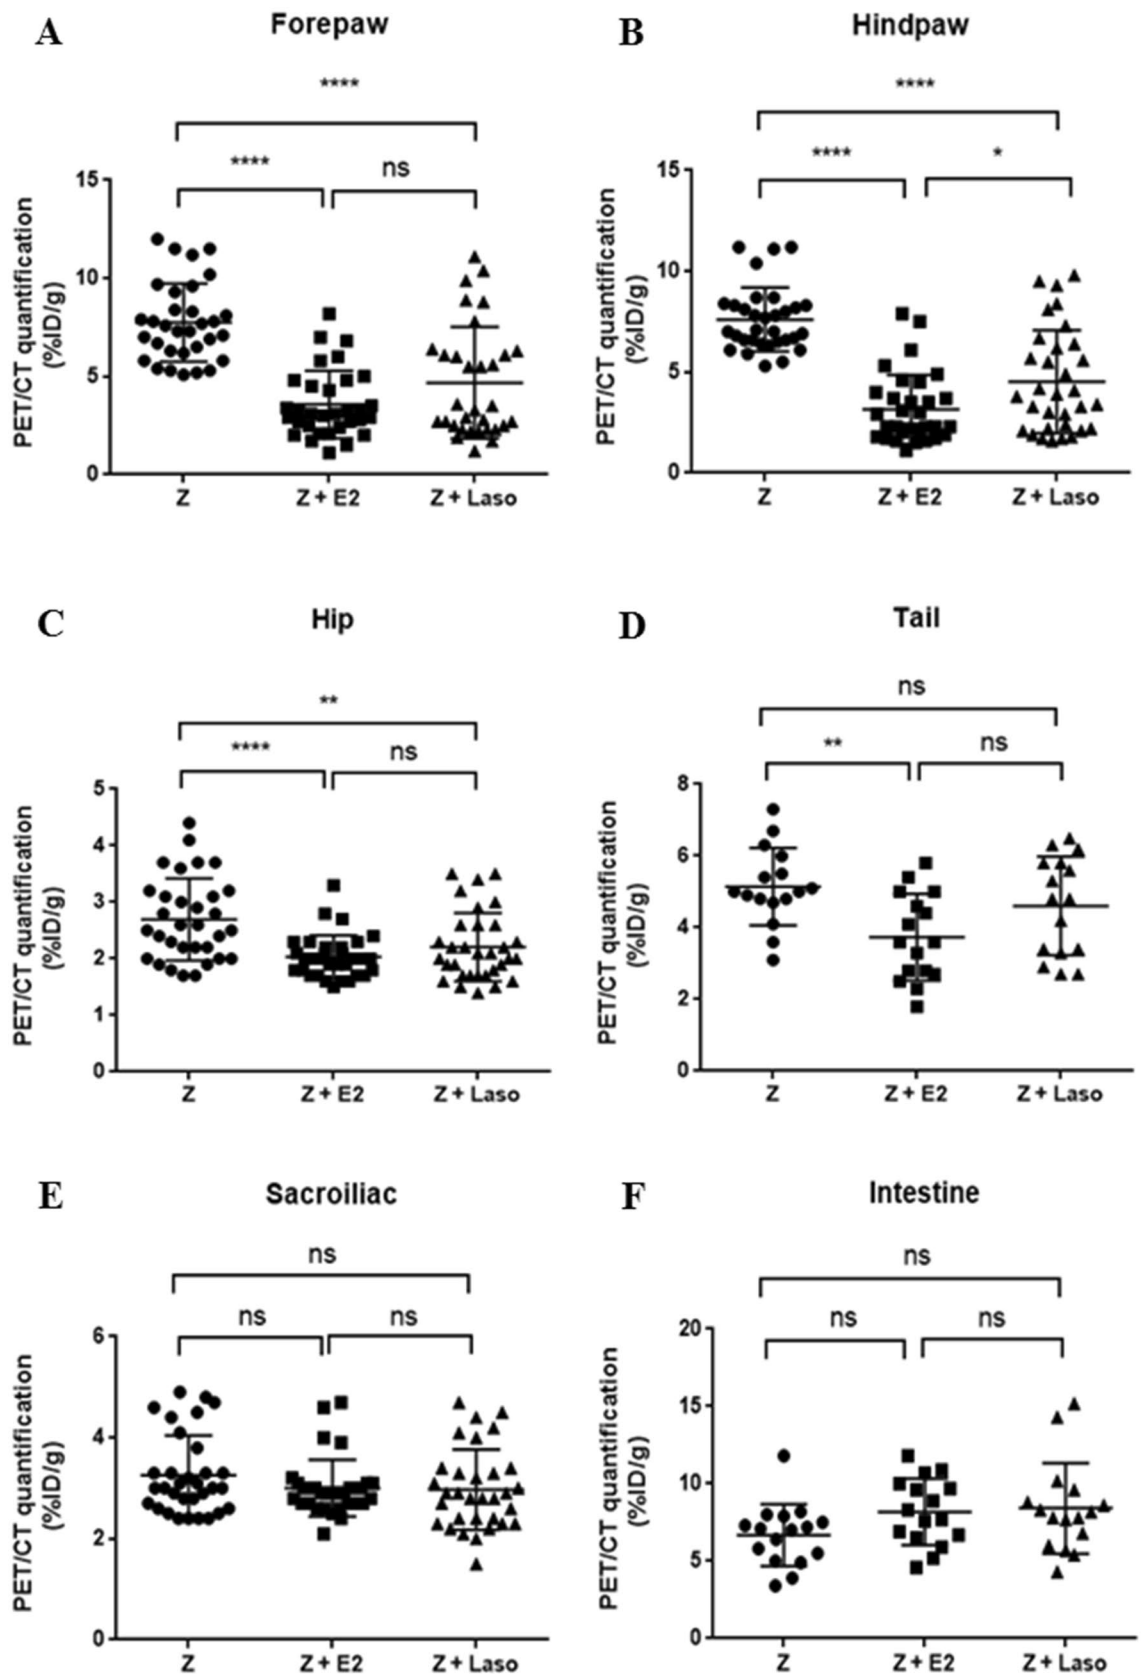 A
Forepaw
****
****
ns
PET/CT quantification
(%ID/g)
15
10
5
0
Z
Z + E2
Z + Laso
B
Hindpaw
****
****
*
PET/CT quantification
(%ID/g)
15
10
5
0
Z
Z + E2
Z + Laso
C
Hip
**
****
ns
PET/CT quantification
(%ID/g)
5
4
3
2
1
0
Z
Z + E2
Z + Laso
D
Tail
ns
**
ns
PET/CT quantification
(%ID/g)
8
6
4
2
0
Z
Z + E2
Z + Laso
E
Sacroiliac
ns
ns
ns
PET/CT quantification
(%ID/g)
6
4
2
0
Z
Z + E2
Z + Laso
F
Intestine
ns
ns
ns
PET/CT quantification
(%ID/g)
20
15
10
5
0
Z
Z + E2
Z + Laso